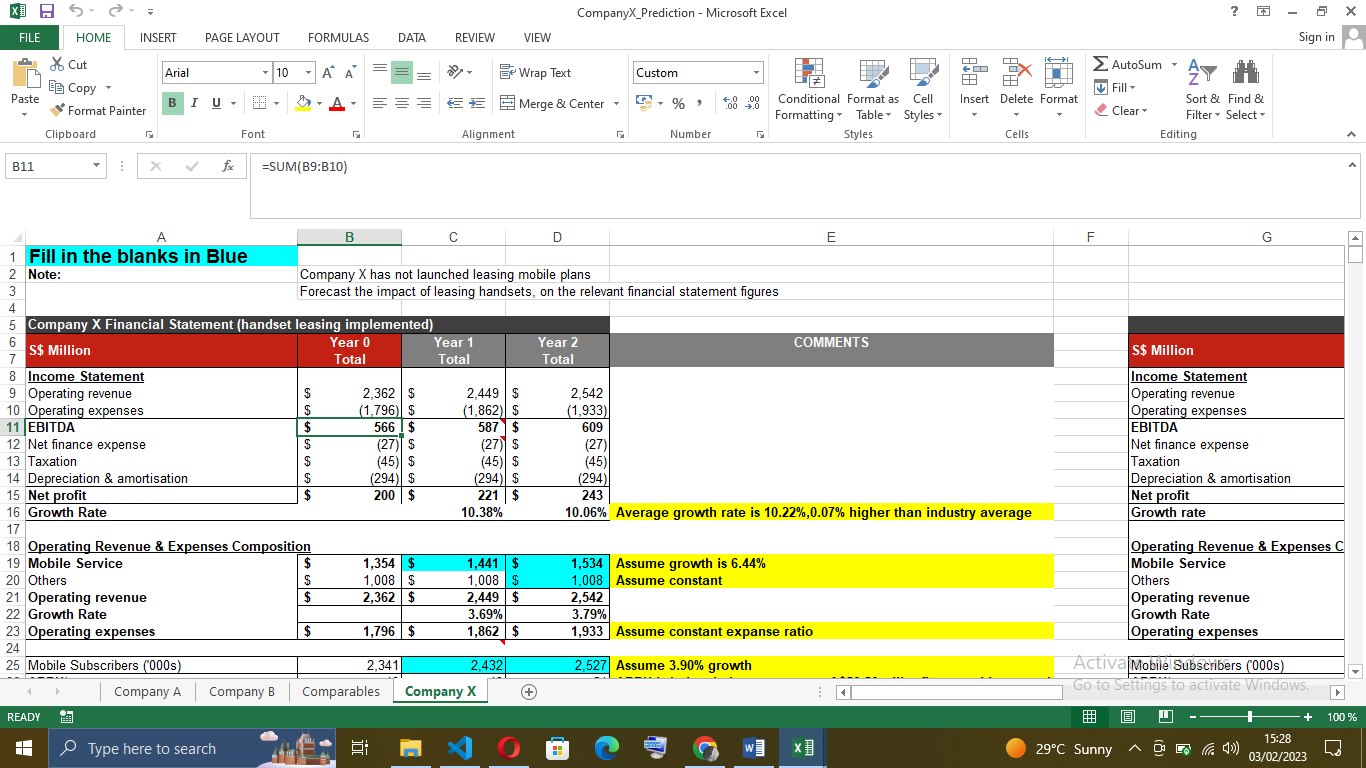 CompanyX_Prediction - Microsoft Excel
FILE HOME INSERT PAGE LAYOUT FORMULAS DATA REVIEW VIEW Sign in
Cut
Copy
Format Painter
Paste
Clipboard
Arial 10
B I U
Font
Wrap Text
Merge & Center
Alignment
Custom
% ,
Number
Conditional Formatting
Format as Table
Cell Styles
Styles
Insert Delete Format
Cells
AutoSum
Fill
Clear
Sort & Filter
Find & Select
Editing
B11 fx =SUM(B9:B10)
A B C D E F G
1 Fill in the blanks in Blue
2 Note: Company X has not launched leasing mobile plans
3 Forecast the impact of leasing handsets, on the relevant financial statement figures
4
5 Company X Financial Statement (handset leasing implemented)
6 S$ Million Year 0 Year 1 Year 2 COMMENTS S$ Million
7 Total Total Total
8 Income Statement Income Statement
9 Operating revenue $ 2,362 $ 2,449 $ 2,542 Operating revenue
10 Operating expenses $ (1,796) $ (1,862) $ (1,933) Operating expenses
11 EBITDA $ 566 $ 587 $ 609 EBITDA
12 Net finance expense $ (27) $ (27) $ (27) Net finance expense
13 Taxation $ (45) $ (45) $ (45) Taxation
14 Depreciation & amortisation $ (294) $ (294) $ (294) Depreciation & amortisation
15 Net profit $ 200 $ 221 $ 243 Net profit
16 Growth Rate 10.38% 10.06% Average growth rate is 10.22%,0.07% higher than industry average Growth rate
17
18 Operating Revenue & Expenses Composition Operating Revenue & Expenses C
19 Mobile Service $ 1,354 $ 1,441 $ 1,534 Assume growth is 6.44% Mobile Service
20 Others $ 1,008 $ 1,008 $ 1,008 Assume constant Others
21 Operating revenue $ 2,362 $ 2,449 $ 2,542 Operating revenue
22 Growth Rate 3.69% 3.79% Growth Rate
23 Operating expenses $ 1,796 $ 1,862 $ 1,933 Assume constant expanse ratio Operating expenses
24
25 Mobile Subscribers ('000s) 2,341 2,432 2,527 Assume 3.90% growth Mobile Subscribers ('000s)
Activate Windows
Go to Settings to activate Windows.
Company A Company B Comparables Company X
READY 100 %
Type here to search
29°C Sunny
15:28
03/02/2023